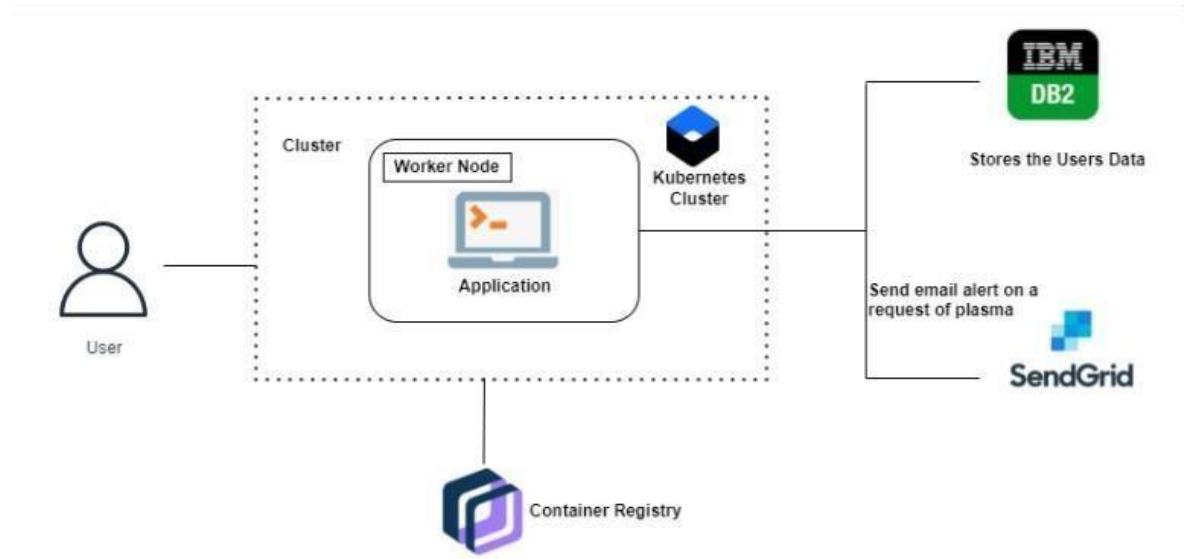 IBM
DB2
Stores the Users Data
Cluster
Worker Node
Kubernetes
Cluster
Application
User
Send email alert on a
request of plasma
SendGrid
Container Registry